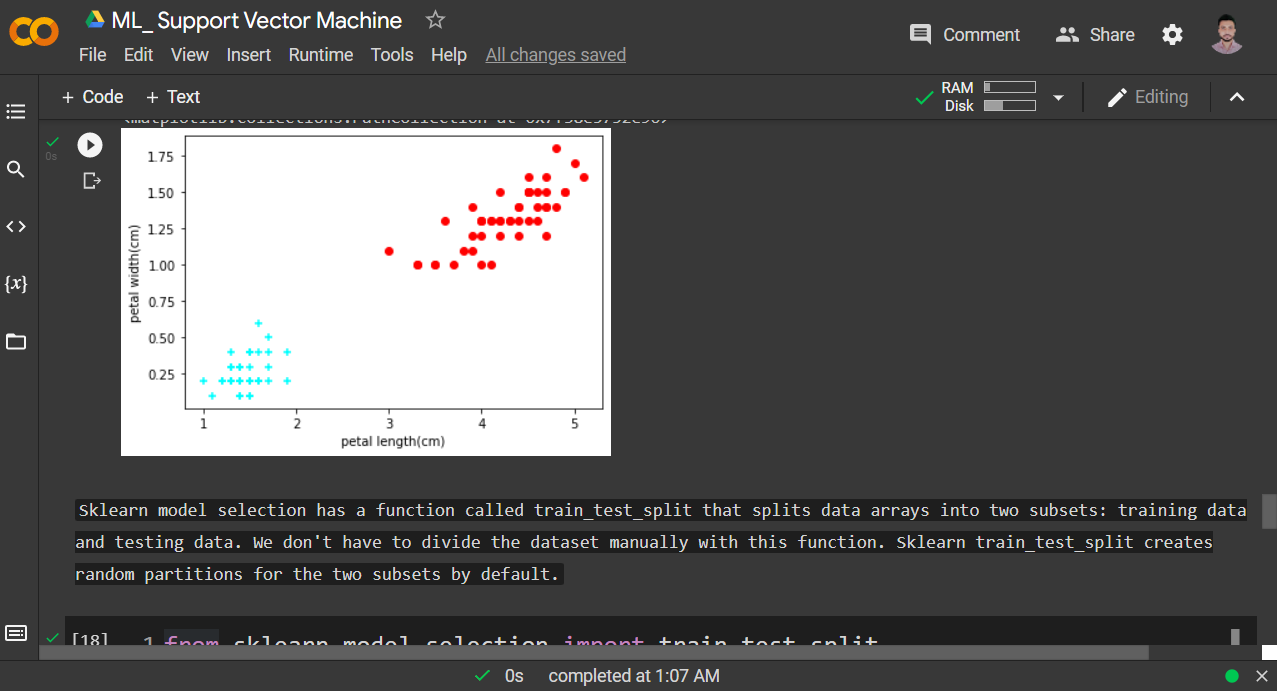 ML_ Support Vector Machine
File Edit View Insert Runtime Tools Help All changes saved
Comment Share
+ Code + Text
RAM
Disk
Editing
0s
1.75
1.50
1.25
1.00
0.75
0.50
0.25
petal width(cm)
1 2 3 4 5
petal length(cm)
{x}
Sklearn model selection has a function called train_test_split that splits data arrays into two subsets: training data
and testing data. We don't have to divide the dataset manually with this function. Sklearn train_test_split creates
random partitions for the two subsets by default.
[18] 1 from sklearn.model_selection import train_test_split
0s completed at 1:07 AM